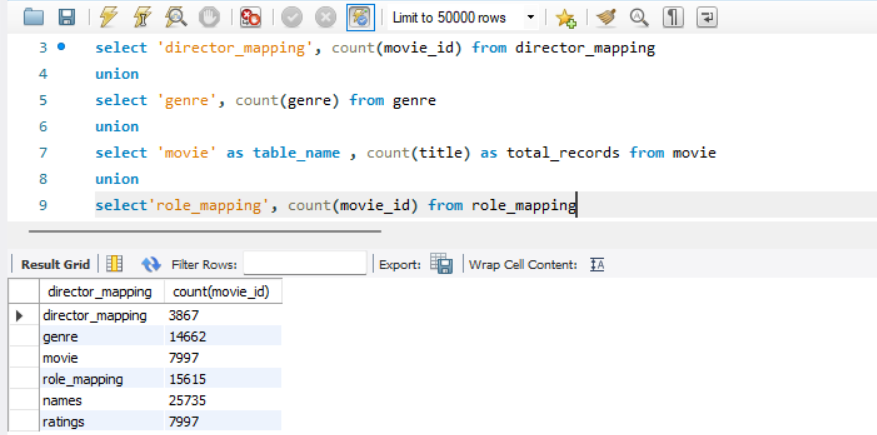 Limit to 50000 rows
3 select 'director_mapping', count(movie_id) from director_mapping
4 union
5 select 'genre', count(genre) from genre
6 union
7 select 'movie' as table_name , count(title) as total_records from movie
8 union
9 select'role_mapping', count(movie_id) from role_mapping
Result Grid Filter Rows: Export: Wrap Cell Content: IA
director_mapping count(movie_id)
director_mapping 3867
genre 14662
movie 7997
role_mapping 15615
names 25735
ratings 7997